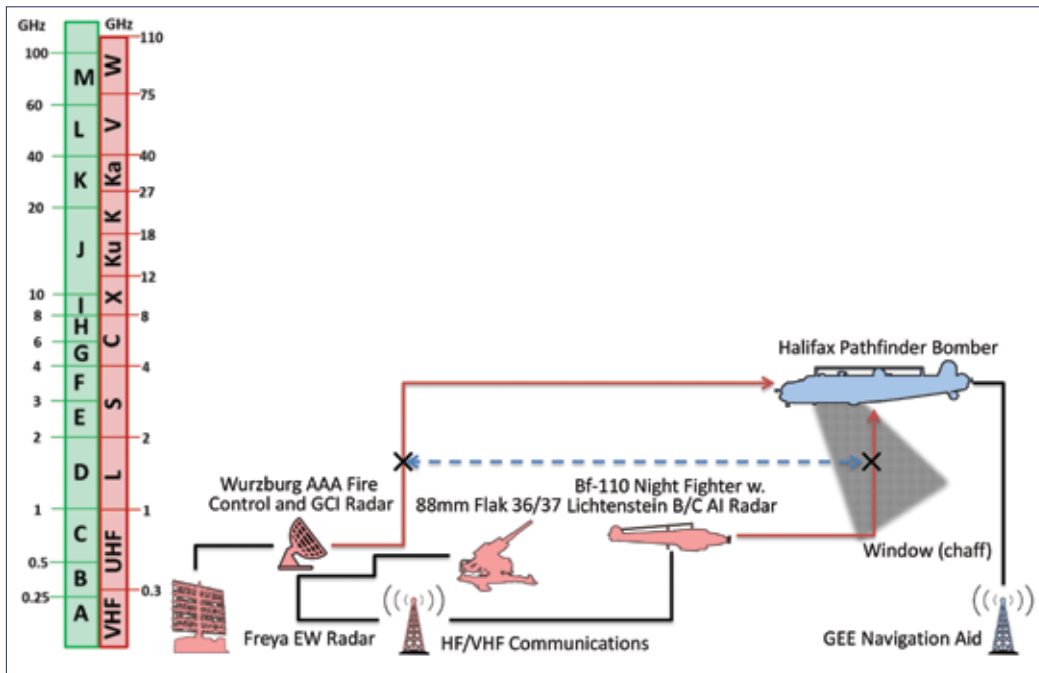 GHz
GHz
110
100
M
W
75
60
L
V
40
40
K
Ka
27
20
K
18
J
Ku
12
10
I
X
8
8
H
6
C
G
4
4
F
S
3
E
2
2
D
L
1
1
C
UHF
0.5
B
0.3
0.25
A
VHF
Halifax Pathfinder Bomber
Wurzburg AAA Fire
Control and GCI Radar
88mm Flak 36/37
Bf-110 Night Fighter w.
Lichtenstein B/C AI Radar
Window (chaff)
Freya EW Radar
HF/VHF Communications
GEE Navigation Aid